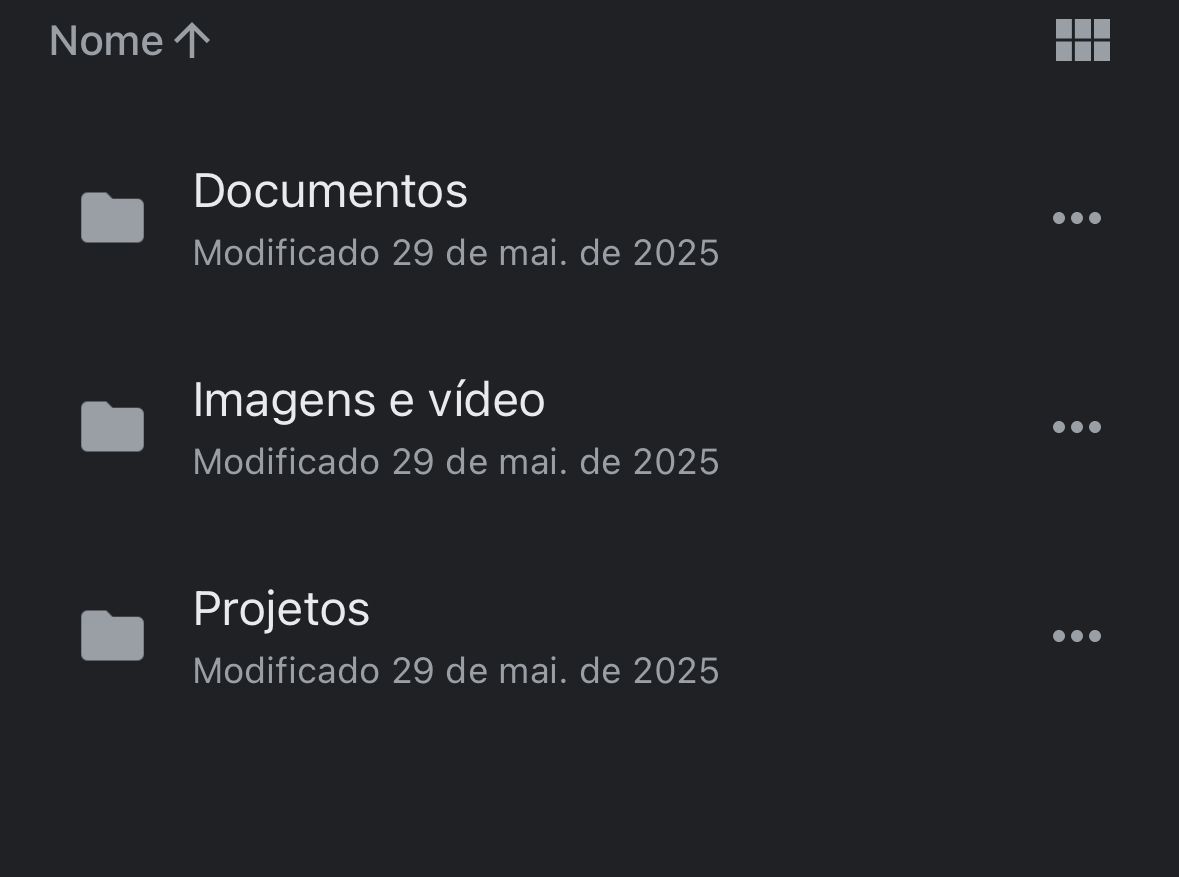 Nome
Documentos
Modificado 29 de mai. de 2025
Imagens e vídeo
Modificado 29 de mai. de 2025
Projetos
Modificado 29 de mai. de 2025